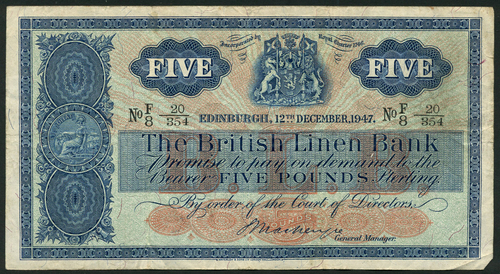 Incorporated by Royal Charter 1746.
FIVE FIVE
No F/8 20/354 No F/8 20/354
EDINBURGH, 12TH DECEMBER, 1947.
The British Linen Bank
Promise to pay on demand to the
Bearer FIVE POUNDS Sterling.
By order of the Court of Directors.
J Mackenzie
General Manager.